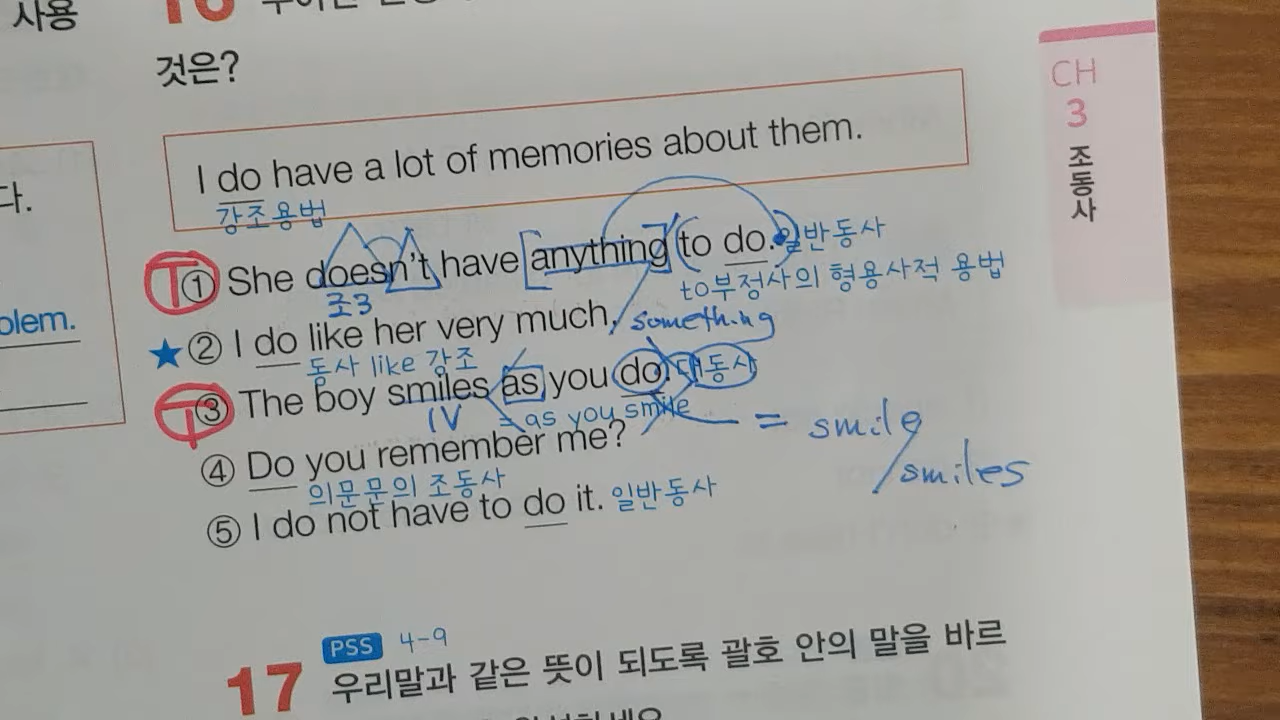 사용
16
것은?
CH
3
조동사
I do have a lot of memories about them.
강조용법
다.
① She doesn't have anything to do. 일반동사
조3
to부정사의 형용사적 용법
② I do like her very much, something
동사 like 강조
olem.
③ The boy smiles as you do. 대동사
1V
= as you smile
= smile
/smiles
④ Do you remember me?
의문문의 조동사
⑤ I do not have to do it. 일반동사
PSS 4-9
17 우리말과 같은 뜻이 되도록 괄호 안의 말을 바르